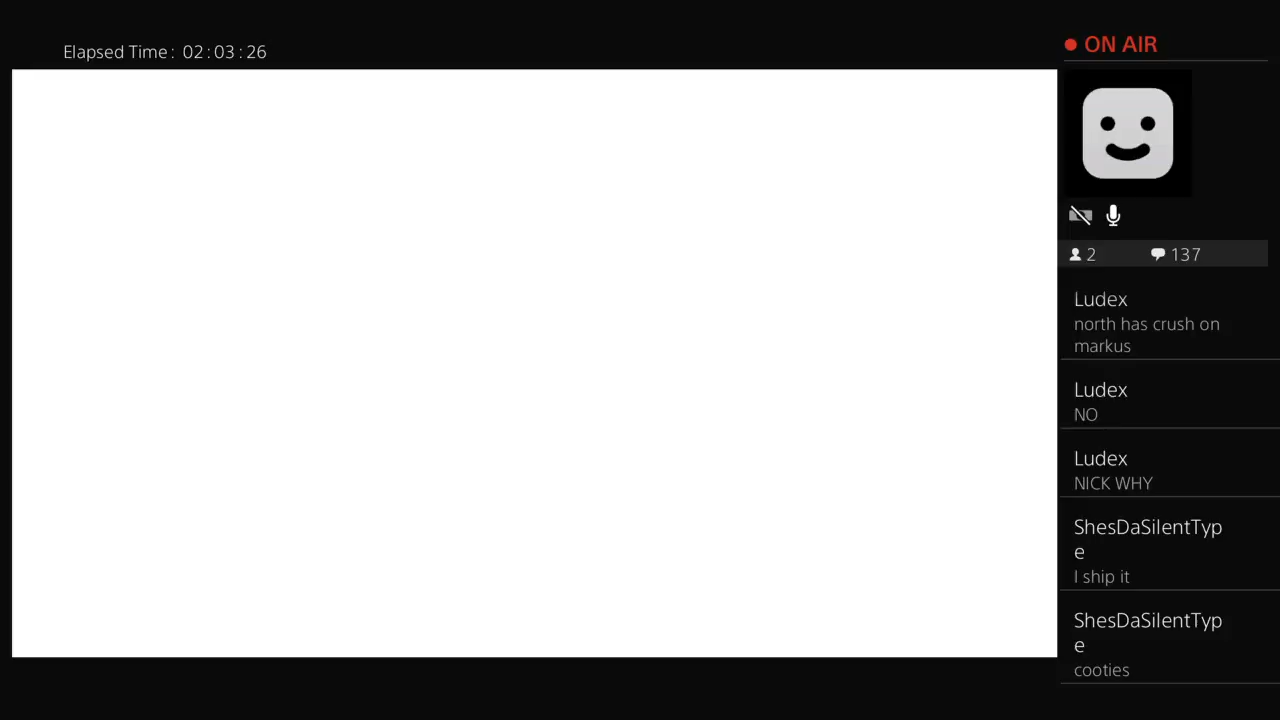 Elapsed Time: 02:03:26
ON AIR
2 137
Ludex
north has crush on
markus
Ludex
NO
Ludex
NICK WHY
ShesDaSilentTyp
e
I ship it
ShesDaSilentTyp
e
cooties